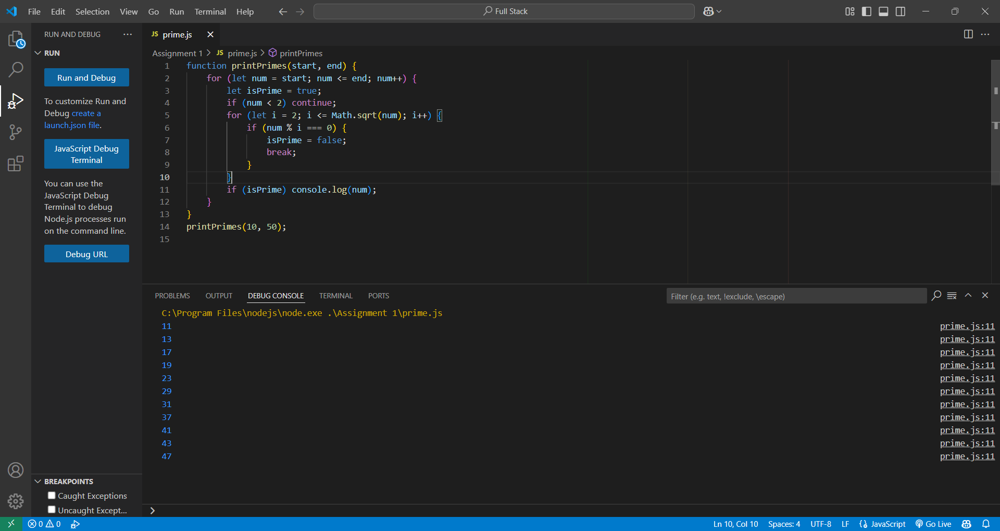 File Edit Selection View Go Run Terminal Help
Full Stack
RUN AND DEBUG
RUN
Run and Debug
To customize Run and
Debug create a
launch.json file.
JavaScript Debug
Terminal
You can use the
JavaScript Debug
Terminal to debug
Node.js processes run
on the command line.
Debug URL
BREAKPOINTS
Caught Exceptions
Uncaught Except...
JS prime.js
Assignment 1 > JS prime.js > printPrimes
1 function printPrimes(start, end) {
2     for (let num = start; num <= end; num++) {
3         let isPrime = true;
4         if (num < 2) continue;
5         for (let i = 2; i <= Math.sqrt(num); i++) {
6             if (num % i === 0) {
7                 isPrime = false;
8                 break;
9             }
10         }
11         if (isPrime) console.log(num);
12     }
13 }
14 printPrimes(10, 50);
15
PROBLEMS OUTPUT DEBUG CONSOLE TERMINAL PORTS
Filter (e.g. text, !exclude, \escape)
C:\Program Files\nodejs\node.exe .\Assignment 1\prime.js
11 prime.js:11
13 prime.js:11
17 prime.js:11
19 prime.js:11
23 prime.js:11
29 prime.js:11
31 prime.js:11
37 prime.js:11
41 prime.js:11
43 prime.js:11
47 prime.js:11
>
0 0 Ln 10, Col 10 Spaces: 4 UTF-8 LF {} JavaScript Go Live